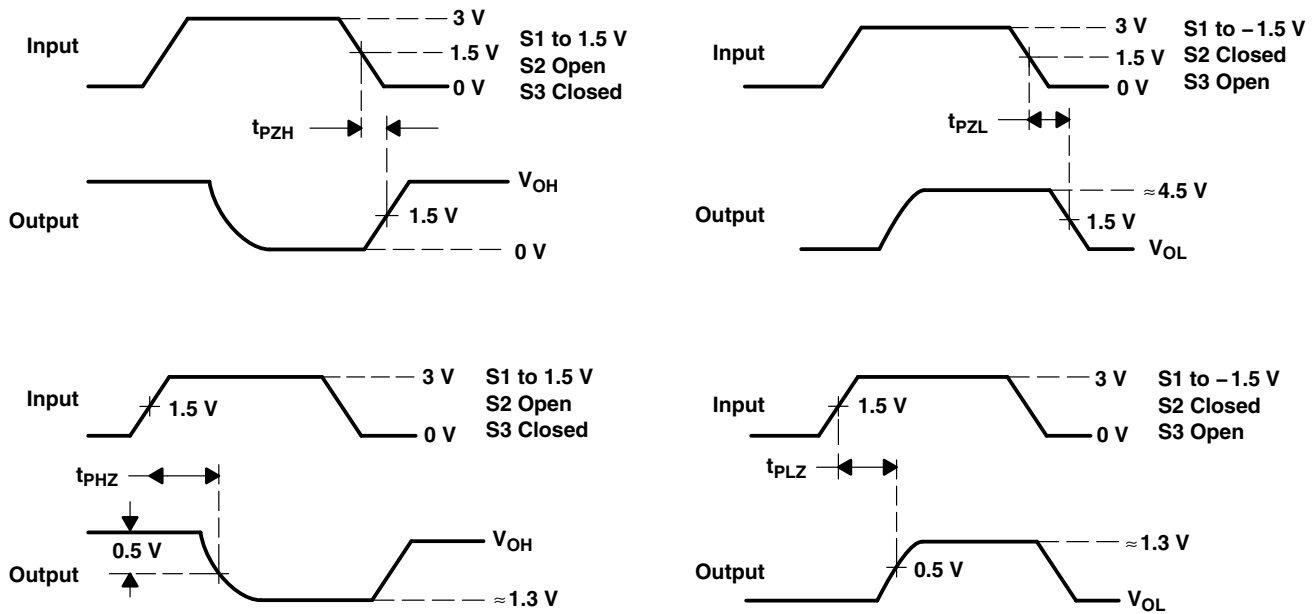 3 V
Input
1.5 V
0 V
S1 to 1.5 V
S2 Open
S3 Closed
tPZH
VOH
Output
1.5 V
0 V
3 V
Input
1.5 V
0 V
S1 to −1.5 V
S2 Closed
S3 Open
tPZL
≈4.5 V
Output
1.5 V
VOL
3 V
Input
1.5 V
0 V
S1 to 1.5 V
S2 Open
S3 Closed
tPHZ
0.5 V
VOH
Output
≈1.3 V
3 V
Input
1.5 V
0 V
S1 to −1.5 V
S2 Closed
S3 Open
tPLZ
≈1.3 V
Output
0.5 V
VOL